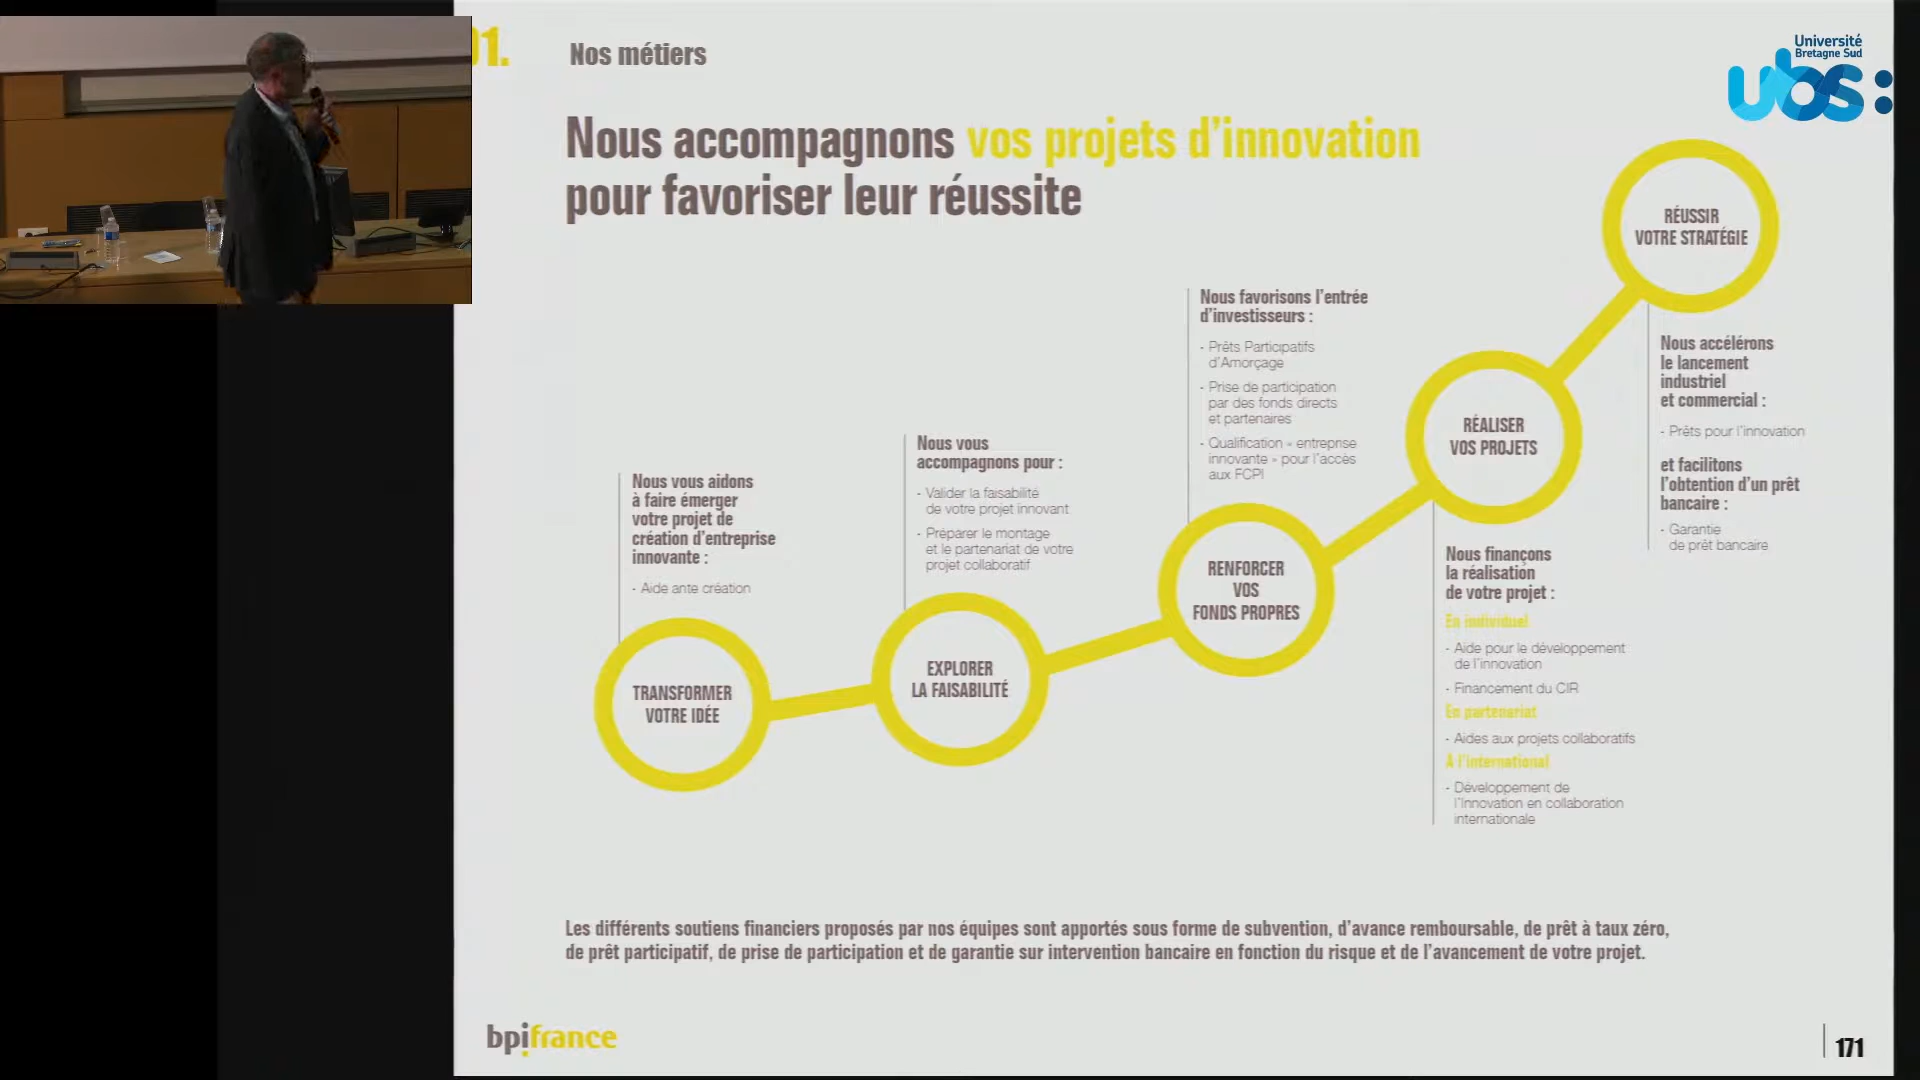 01.
Nos métiers
Université
Bretagne Sud
ubs:
Nous accompagnons vos projets d'innovation
pour favoriser leur réussite
RÉUSSIR
VOTRE STRATÉGIE
Nous favorisons l'entrée
d'investisseurs :
- Prêts Participatifs
d'Amorçage
- Prise de participation
par des fonds directs
et partenaires
- Qualification « entreprise
innovante » pour l'accès
aux FCPI
Nous accélérons
le lancement
industriel
et commercial :
- Prêts pour l'innovation
et facilitons
l'obtention d'un prêt
bancaire :
- Garantie
de prêt bancaire
RÉALISER
VOS PROJETS
Nous vous
accompagnons pour :
- Valider la faisabilité
de votre projet innovant
- Préparer le montage
et le partenariat de votre
projet collaboratif
Nous vous aidons
à faire émerger
votre projet de
création d'entreprise
innovante :
- Aide ante création
RENFORCER
VOS
FONDS PROPRES
Nous finançons
la réalisation
de votre projet :
En individuel
- Aide pour le développement
de l'innovation
- Financement du CIR
En partenariat
- Aides aux projets collaboratifs
À l'international
- Développement de
l'Innovation en collaboration
internationale
EXPLORER
LA FAISABILITÉ
TRANSFORMER
VOTRE IDÉE
Les différents soutiens financiers proposés par nos équipes sont apportés sous forme de subvention, d'avance remboursable, de prêt à taux zéro,
de prêt participatif, de prise de participation et de garantie sur intervention bancaire en fonction du risque et de l'avancement de votre projet.
bpifrance
171